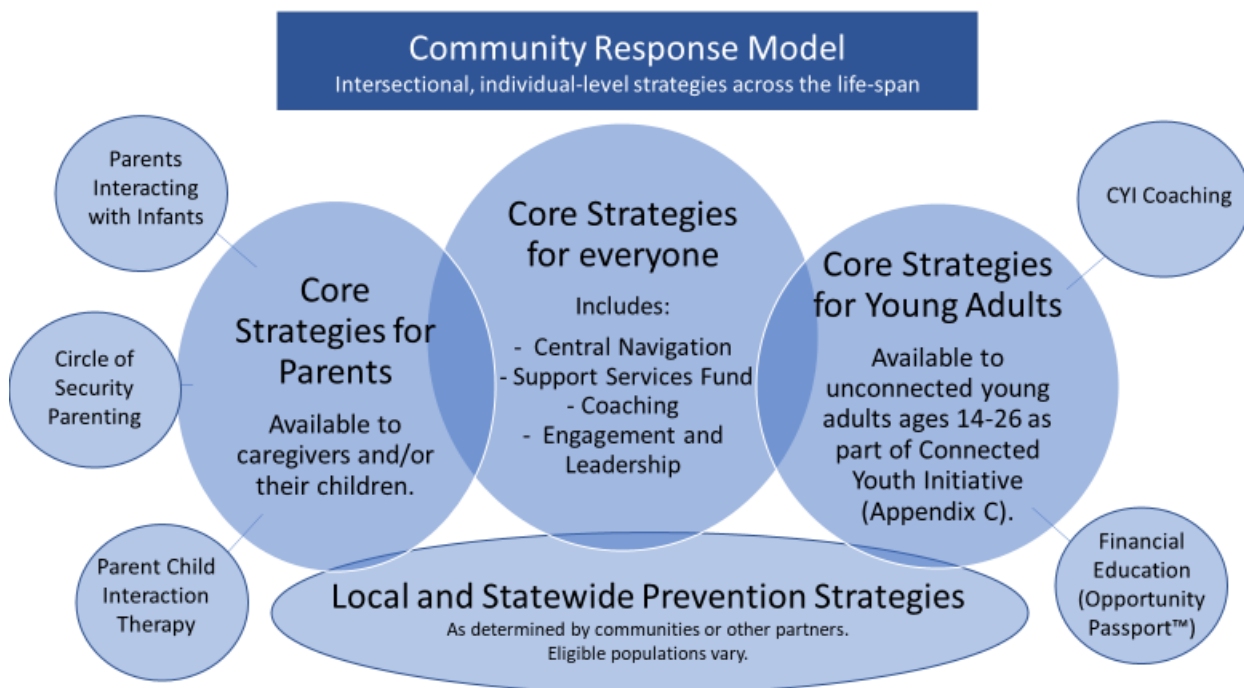 Community Response Model
Intersectional, individual-level strategies across the life-span
Parents
Interacting
with Infants
Circle of
Security
Parenting
Parent Child
Interaction
Therapy
Core
Strategies for
Parents
Available to
caregivers and/or
their children.
Core Strategies
for everyone
Includes:
- Central Navigation
- Support Services Fund
- Coaching
- Engagement and
Leadership
Core Strategies
for Young Adults
Available to
unconnected young
adults ages 14-26 as
part of Connected
Youth Initiative
(Appendix C).
CYI Coaching
Financial
Education
(Opportunity
Passport™)
Local and Statewide Prevention Strategies
As determined by communities or other partners.
Eligible populations vary.